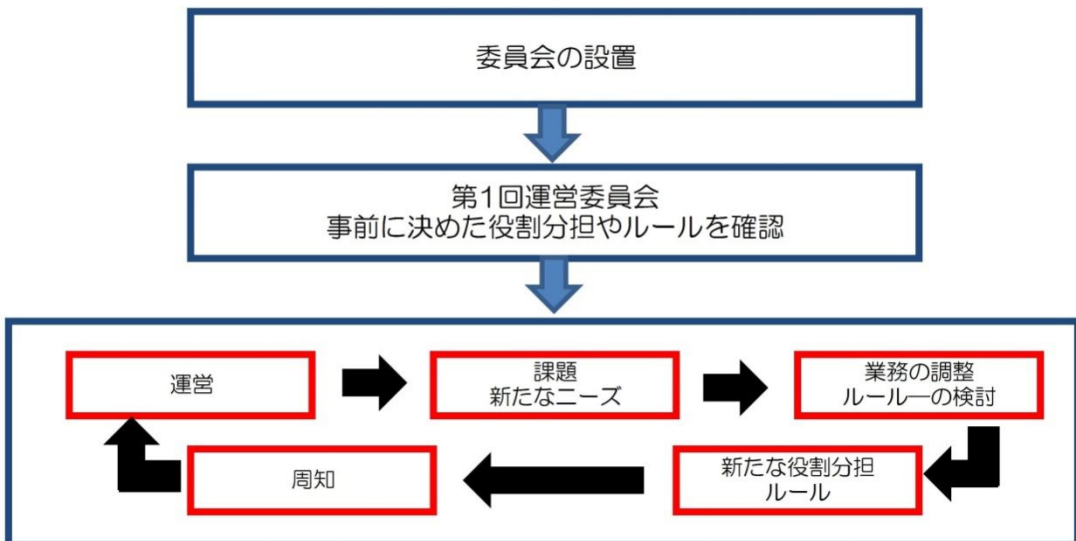 委員会の設置
第1回運営委員会
事前に決めた役割分担やルールを確認
運営
課題
新たなニーズ
業務の調整
ルール―の検討
新たな役割分担
ルール
周知